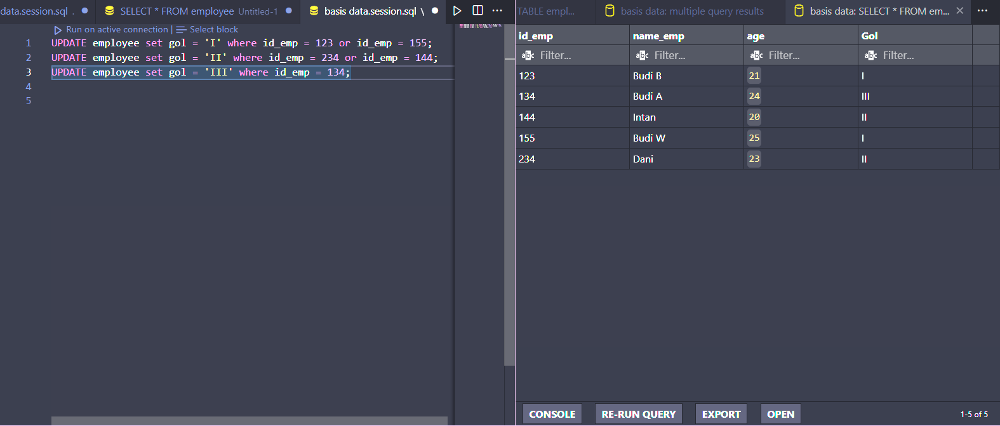 data.session.sql .
SELECT * FROM employee Untitled-1
basis data.session.sql \
TABLE empl...
basis data: multiple query results
basis data: SELECT * FROM em...
Run on active connection | Select block
1 UPDATE employee set gol = 'I' where id_emp = 123 or id_emp = 155;
2 UPDATE employee set gol = 'II' where id_emp = 234 or id_emp = 144;
3 UPDATE employee set gol = 'III' where id_emp = 134;
4
5
id_emp name_emp age Gol
abc Filter... abc Filter... abc Filter... abc Filter...
123 Budi B 21 I
134 Budi A 24 III
144 Intan 20 II
155 Budi W 25 I
234 Dani 23 II
CONSOLE RE-RUN QUERY EXPORT OPEN 1-5 of 5